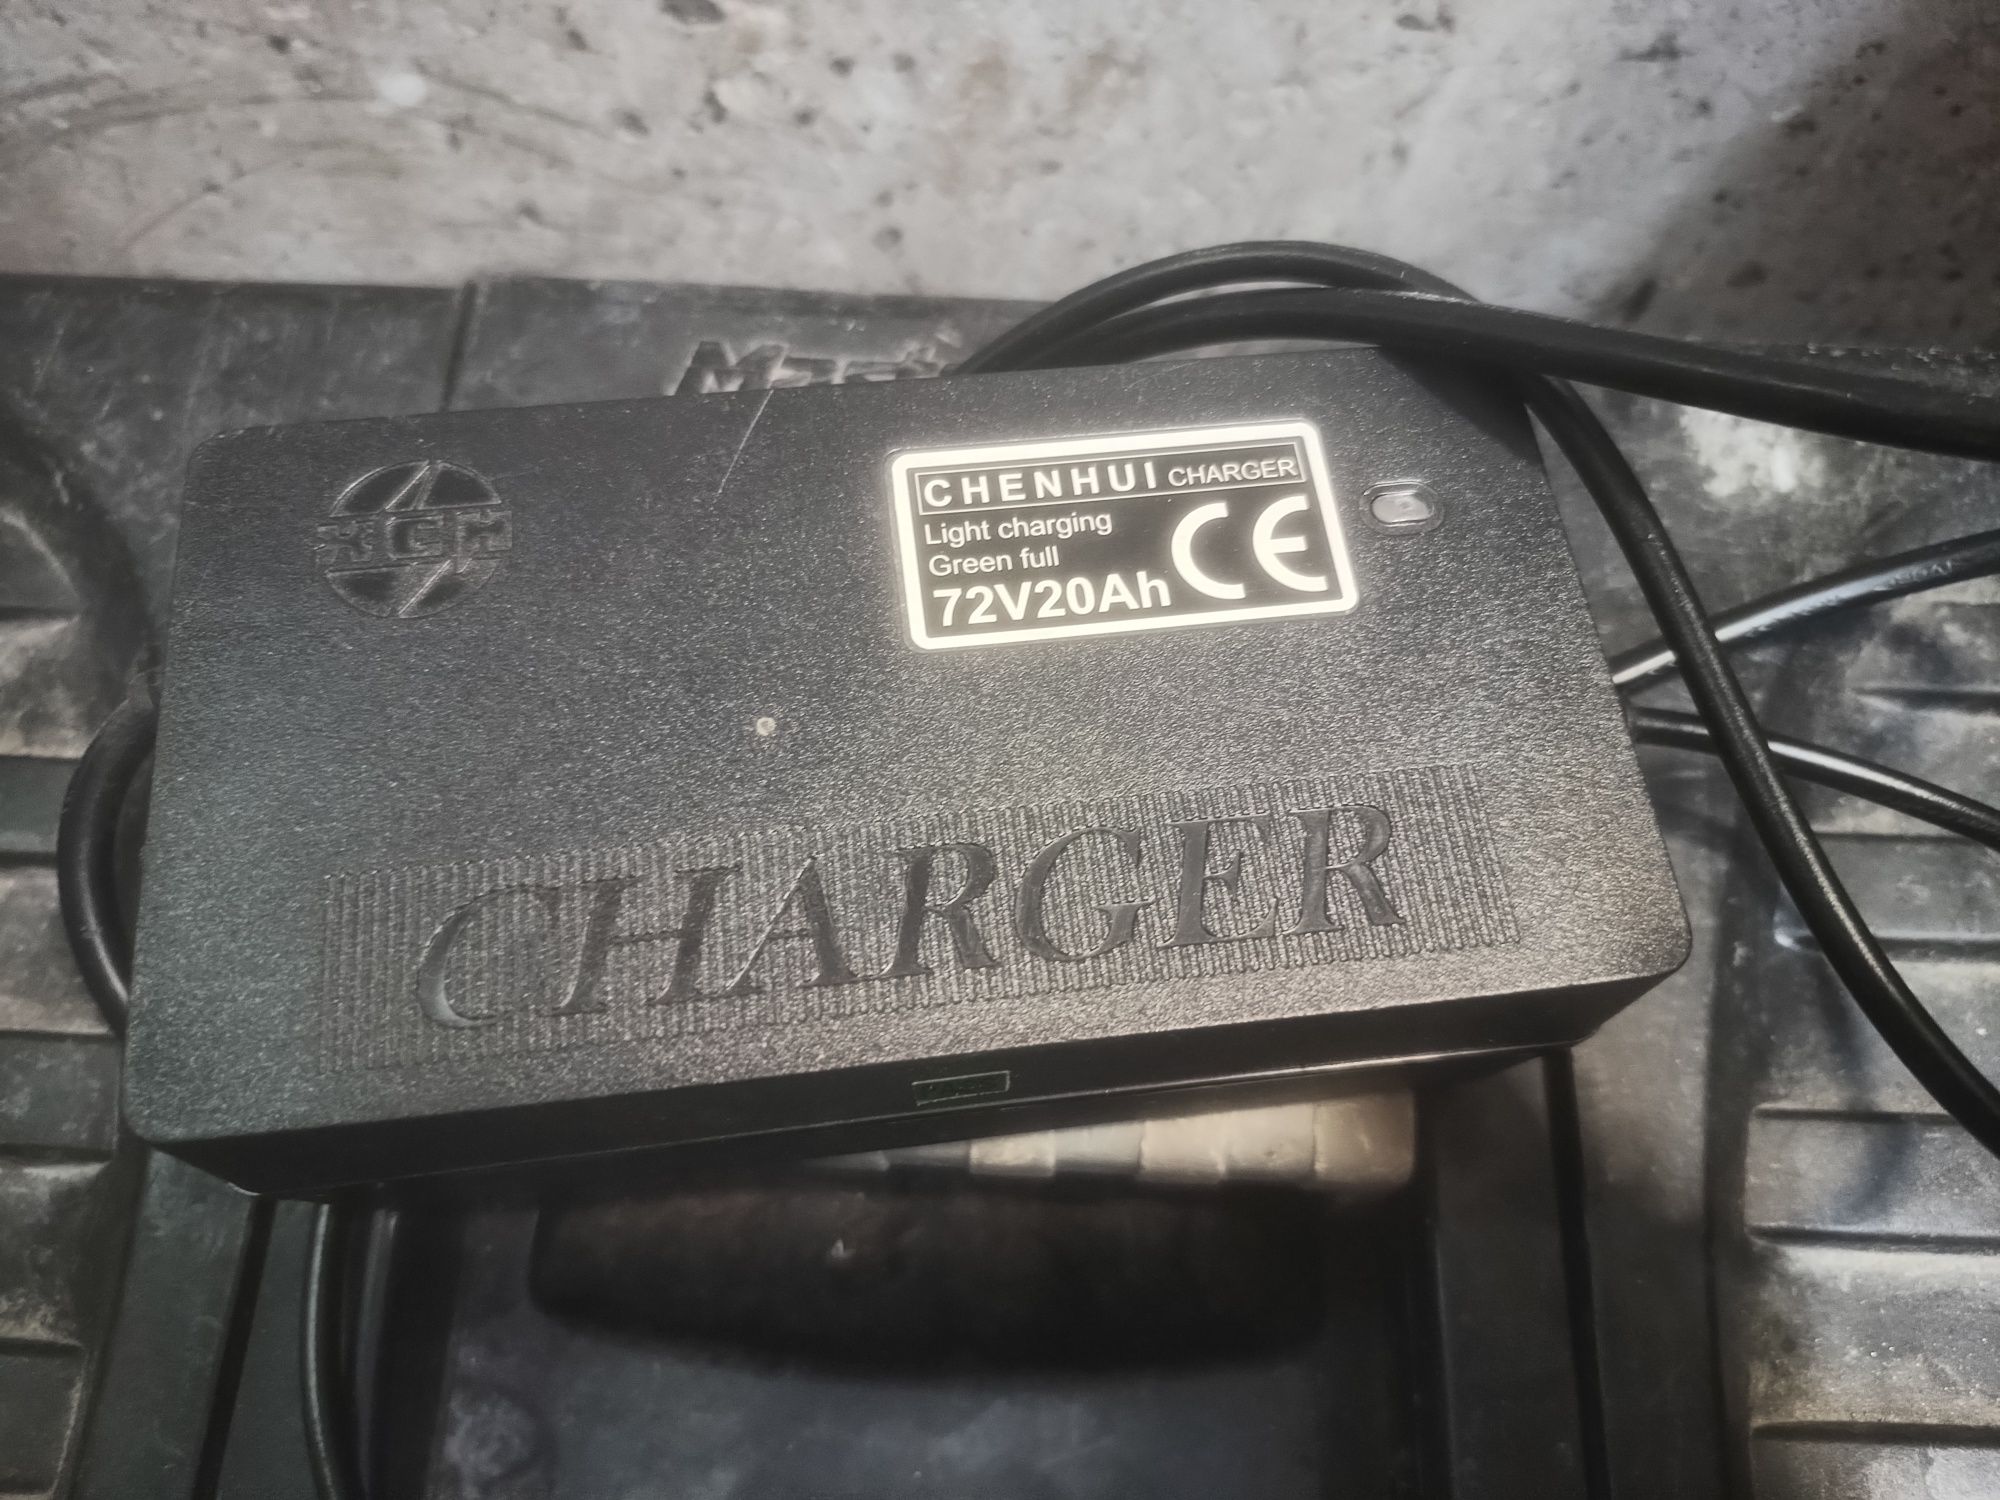 CHENHUI CHARGER
Light charging
Green full
72V20Ah
CE
CHARGER